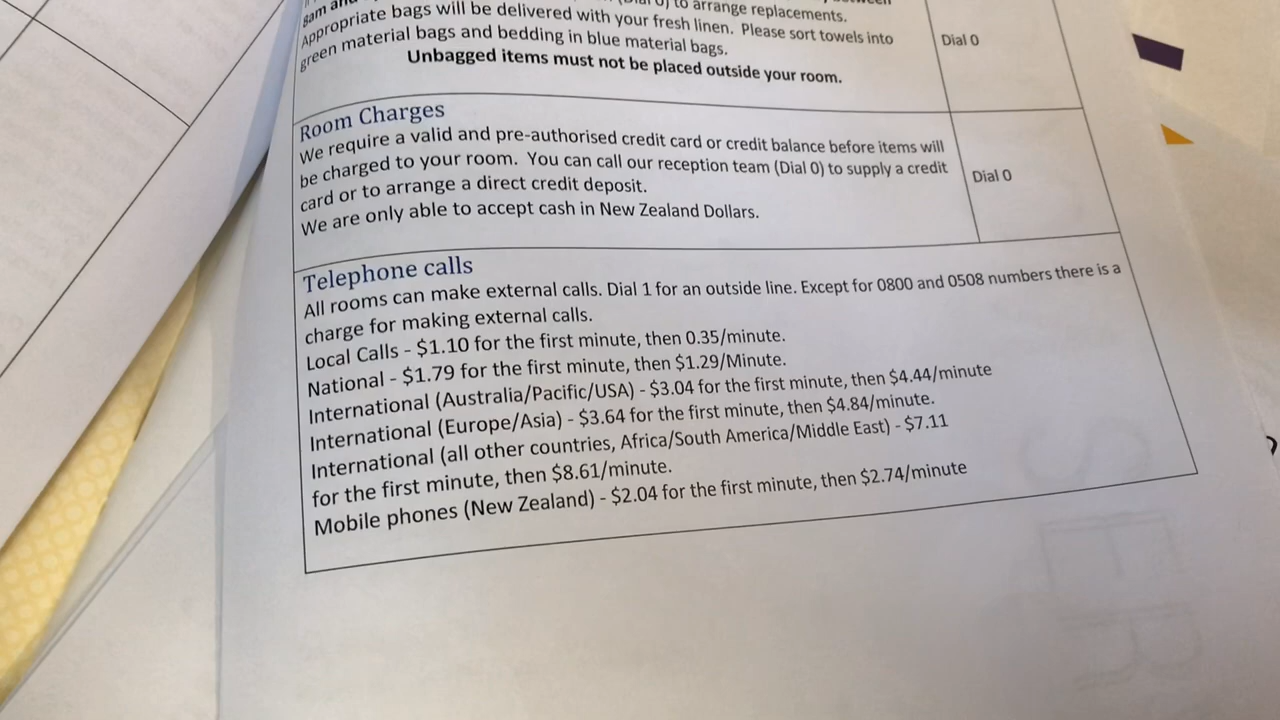 8am and
(Dial 0) to arrange replacements.
Appropriate bags will be delivered with your fresh linen. Please sort towels into
green material bags and bedding in blue material bags.
Unbagged items must not be placed outside your room.
Dial 0
Room Charges
We require a valid and pre-authorised credit card or credit balance before items will
be charged to your room. You can call our reception team (Dial 0) to supply a credit
card or to arrange a direct credit deposit.
We are only able to accept cash in New Zealand Dollars.
Dial 0
Telephone calls
All rooms can make external calls. Dial 1 for an outside line. Except for 0800 and 0508 numbers there is a
charge for making external calls.
Local Calls - $1.10 for the first minute, then 0.35/minute.
National - $1.79 for the first minute, then $1.29/Minute.
International (Australia/Pacific/USA) - $3.04 for the first minute, then $4.44/minute
International (Europe/Asia) - $3.64 for the first minute, then $4.84/minute.
International (all other countries, Africa/South America/Middle East) - $7.11
for the first minute, then $8.61/minute.
Mobile phones (New Zealand) - $2.04 for the first minute, then $2.74/minute